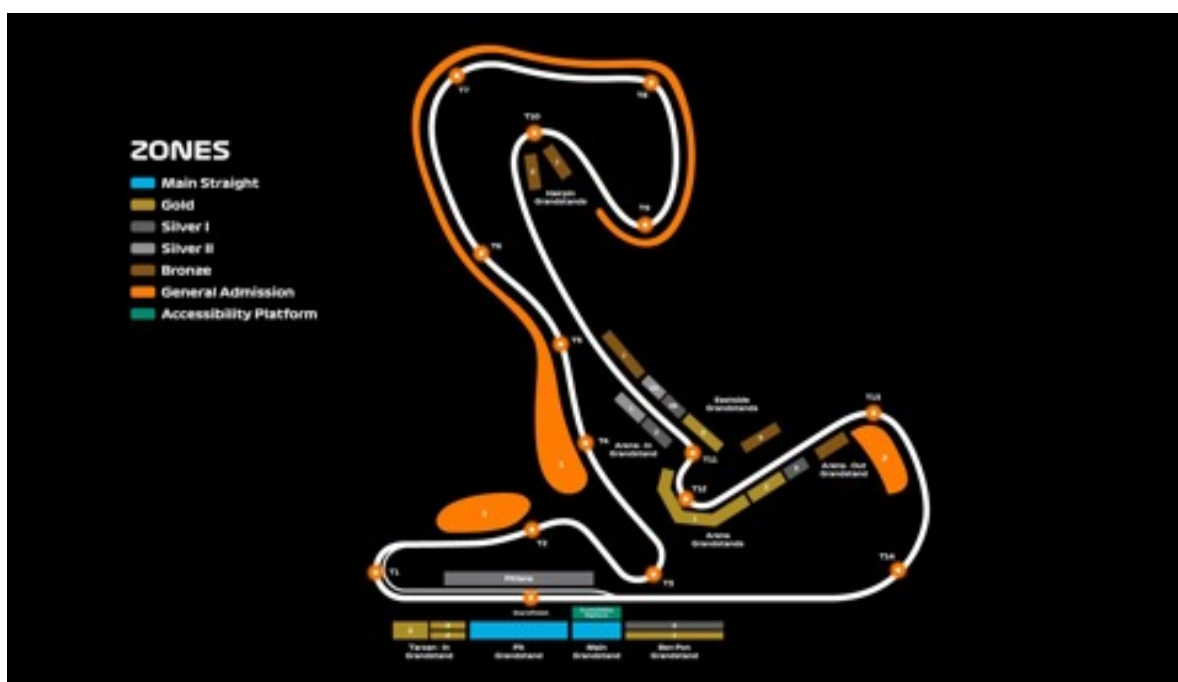 ZONES
Main Straight
Gold
Silver I
Silver II
Bronze
General Admission
Accessibility Platform
T7
T8
T10
Hairpin
Grandstands
T9
Eastside
Grandstands
T13
T4
Arena - In
Grandstand
T11
Arena - Out
Grandstand
T12
Arena
Grandstands
T2
T14
T1
Pitlane
T3
Accessibility
Platform
Tarzan - In
Grandstand
Pit
Grandstand
Main
Grandstand
Ben Pon
Grandstand